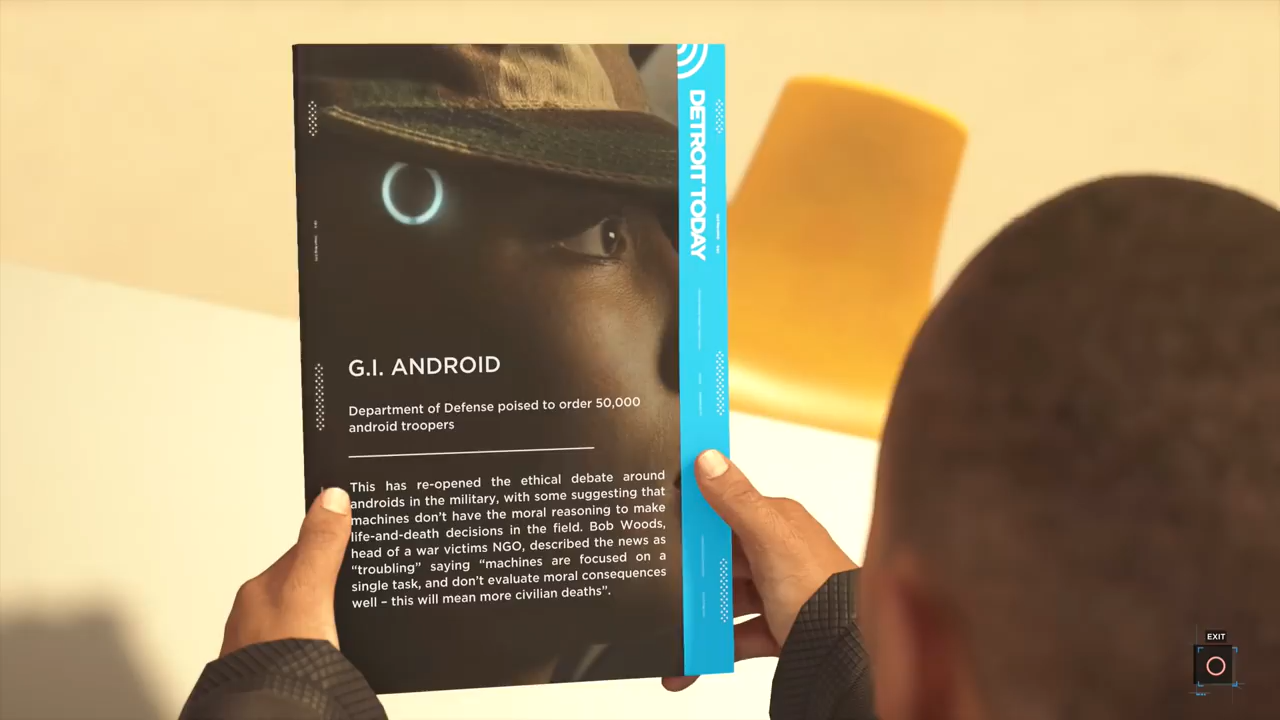 DETROIT TODAY
G.I. ANDROID
Department of Defense poised to order 50,000
android troopers
This has re-opened the ethical debate around
androids in the military, with some suggesting that
machines don't have the moral reasoning to make
life-and-death decisions in the field. Bob Woods,
head of a war victims NGO, described the news as
“troubling” saying “machines are focused on a
single task, and don't evaluate moral consequences
well – this will mean more civilian deaths”.
EXIT